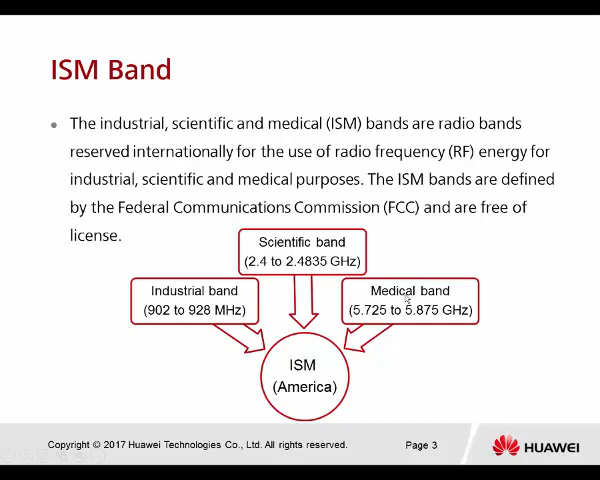 ISM Band
The industrial, scientific and medical (ISM) bands are radio bands
reserved internationally for the use of radio frequency (RF) energy for
industrial, scientific and medical purposes. The ISM bands are defined
by the Federal Communications Commission (FCC) and are free of
license.
Scientific band
(2.4 to 2.4835 GHz)
Industrial band
(902 to 928 MHz)
Medical band
(5.725 to 5.875 GHz)
ISM
(America)
Copyright © 2017 Huawei Technologies Co., Ltd. All rights reserved.
Page 3
HUAWEI